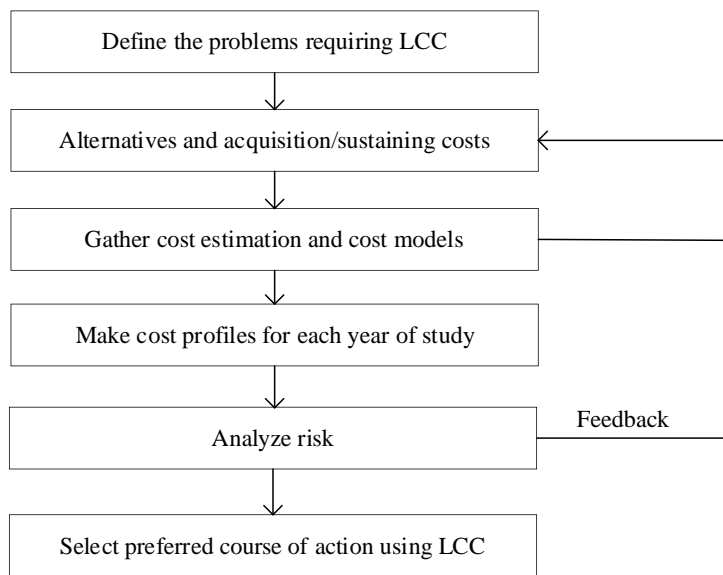 Define the problems requiring LCC
Alternatives and acquisition/sustaining costs
Gather cost estimation and cost models
Make cost profiles for each year of study
Analyze risk
Feedback
Select preferred course of action using LCC